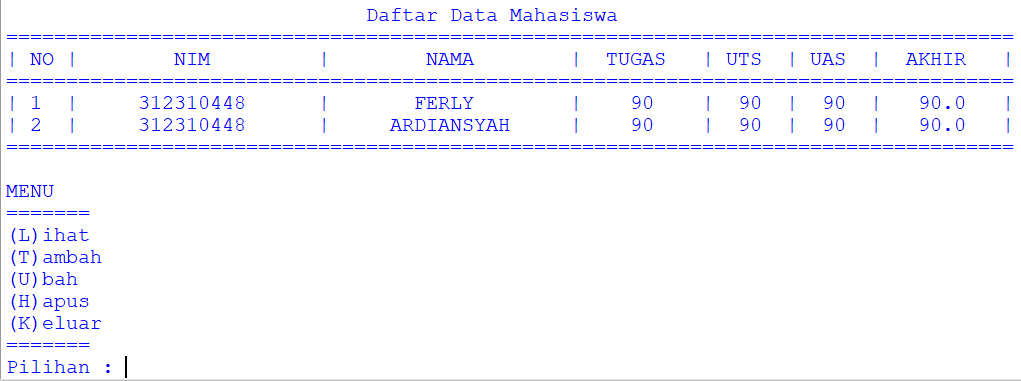 Daftar Data Mahasiswa
====================================================================================
| NO |        NIM         |        NAMA        |  TUGAS   | UTS  | UAS  |  AKHIR   |
====================================================================================
| 1  |     312310448      |       FERLY        |    90    |  90  |  90  |   90.0   |
| 2  |     312310448      |     ARDIANSYAH     |    90    |  90  |  90  |   90.0   |
====================================================================================
MENU
=======
(L)ihat
(T)ambah
(U)bah
(H)apus
(K)eluar
=======
Pilihan :